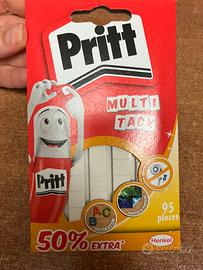 Pritt
MULTI
TACK
Pritt
A
B
C
95
pieces
50% EXTRA*
Henkel